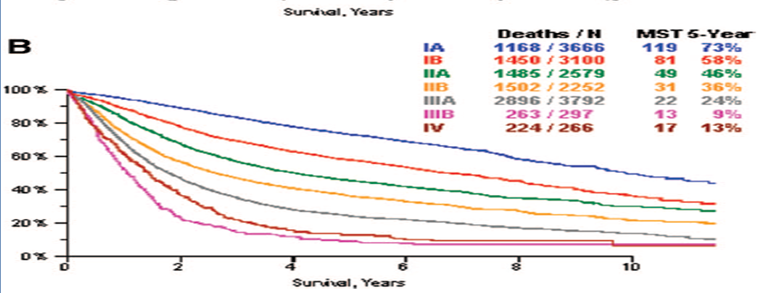 Survival, Years
B
Deaths / N MST 5-Year
IA 1168 / 3666 119 73%
IB 1450 / 3100 81 58%
IIA 1485 / 2579 49 46%
IIB 1502 / 2252 31 36%
IIIA 2896 / 3792 22 24%
IIIB 263 / 297 13 9%
IV 224 / 266 17 13%
100%
80%
60%
40%
20%
0%
0 2 4 6 8 10
Survival, Years